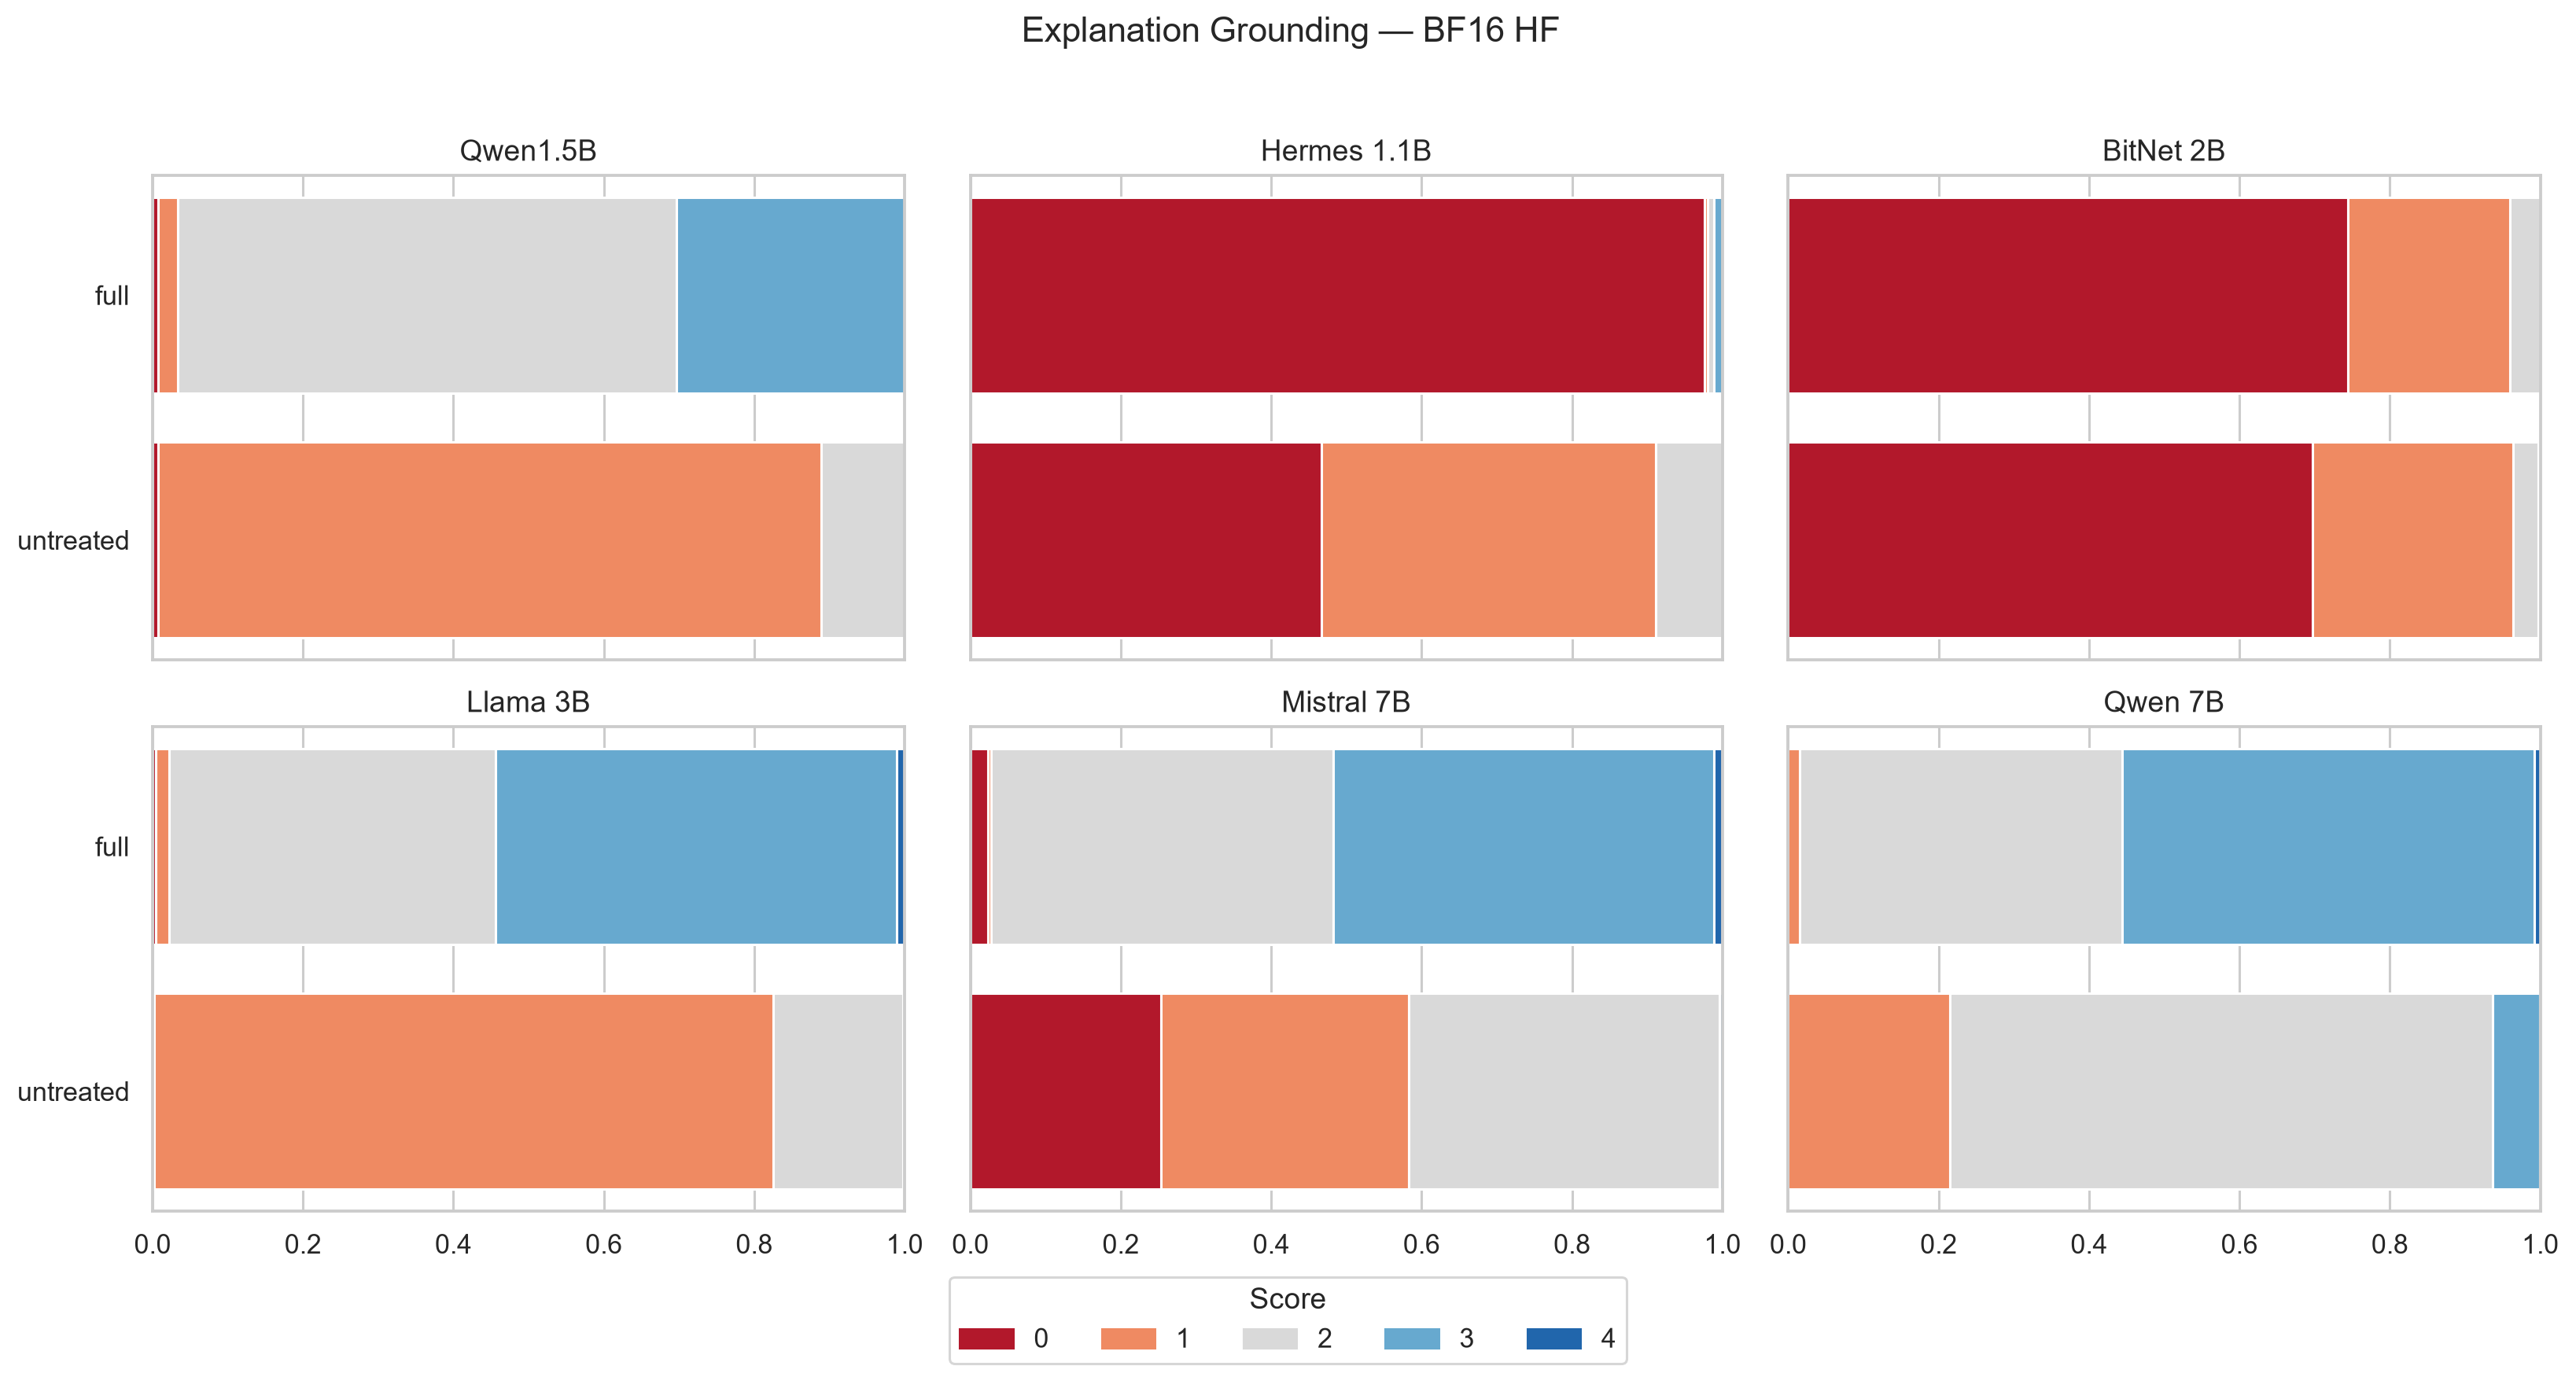 Explanation Grounding — BF16 HF
Qwen1.5B
Hermes 1.1B
BitNet 2B
full
untreated
Llama 3B
Mistral 7B
Qwen 7B
full
untreated
0.0 0.2 0.4 0.6 0.8 1.0
0.0 0.2 0.4 0.6 0.8 1.0
0.0 0.2 0.4 0.6 0.8 1.0
Score
0 1 2 3 4